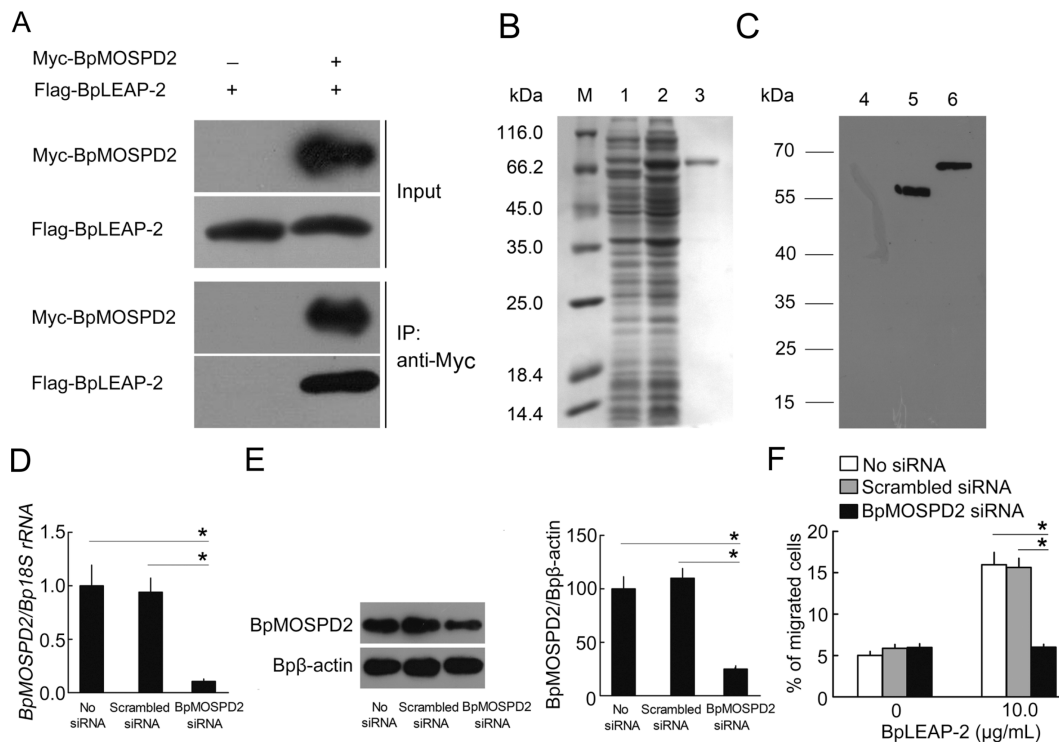 A
Myc-BpMOSPD2 – +
Flag-BpLEAP-2 + +
Myc-BpMOSPD2
Flag-BpLEAP-2
Input
Myc-BpMOSPD2
Flag-BpLEAP-2
IP:
anti-Myc
B
kDa M 1 2 3
116.0
66.2
45.0
35.0
25.0
18.4
14.4
C
kDa 4 5 6
70
55
40
35
25
15
D
BpMOSPD2/Bp18S rRNA
1.5
1.0
0.5
0.0
* *
No siRNA
Scrambled siRNA
BpMOSPD2 siRNA
E
BpMOSPD2
Bpβ-actin
No siRNA
Scrambled siRNA
BpMOSPD2 siRNA
BpMOSPD2/Bpβ-actin
150
100
50
0
* *
No siRNA
Scrambled siRNA
BpMOSPD2 siRNA
F
No siRNA
Scrambled siRNA
BpMOSPD2 siRNA
% of migrated cells
20
15
10
5
0
* *
0 10.0
BpLEAP-2 (μg/mL)